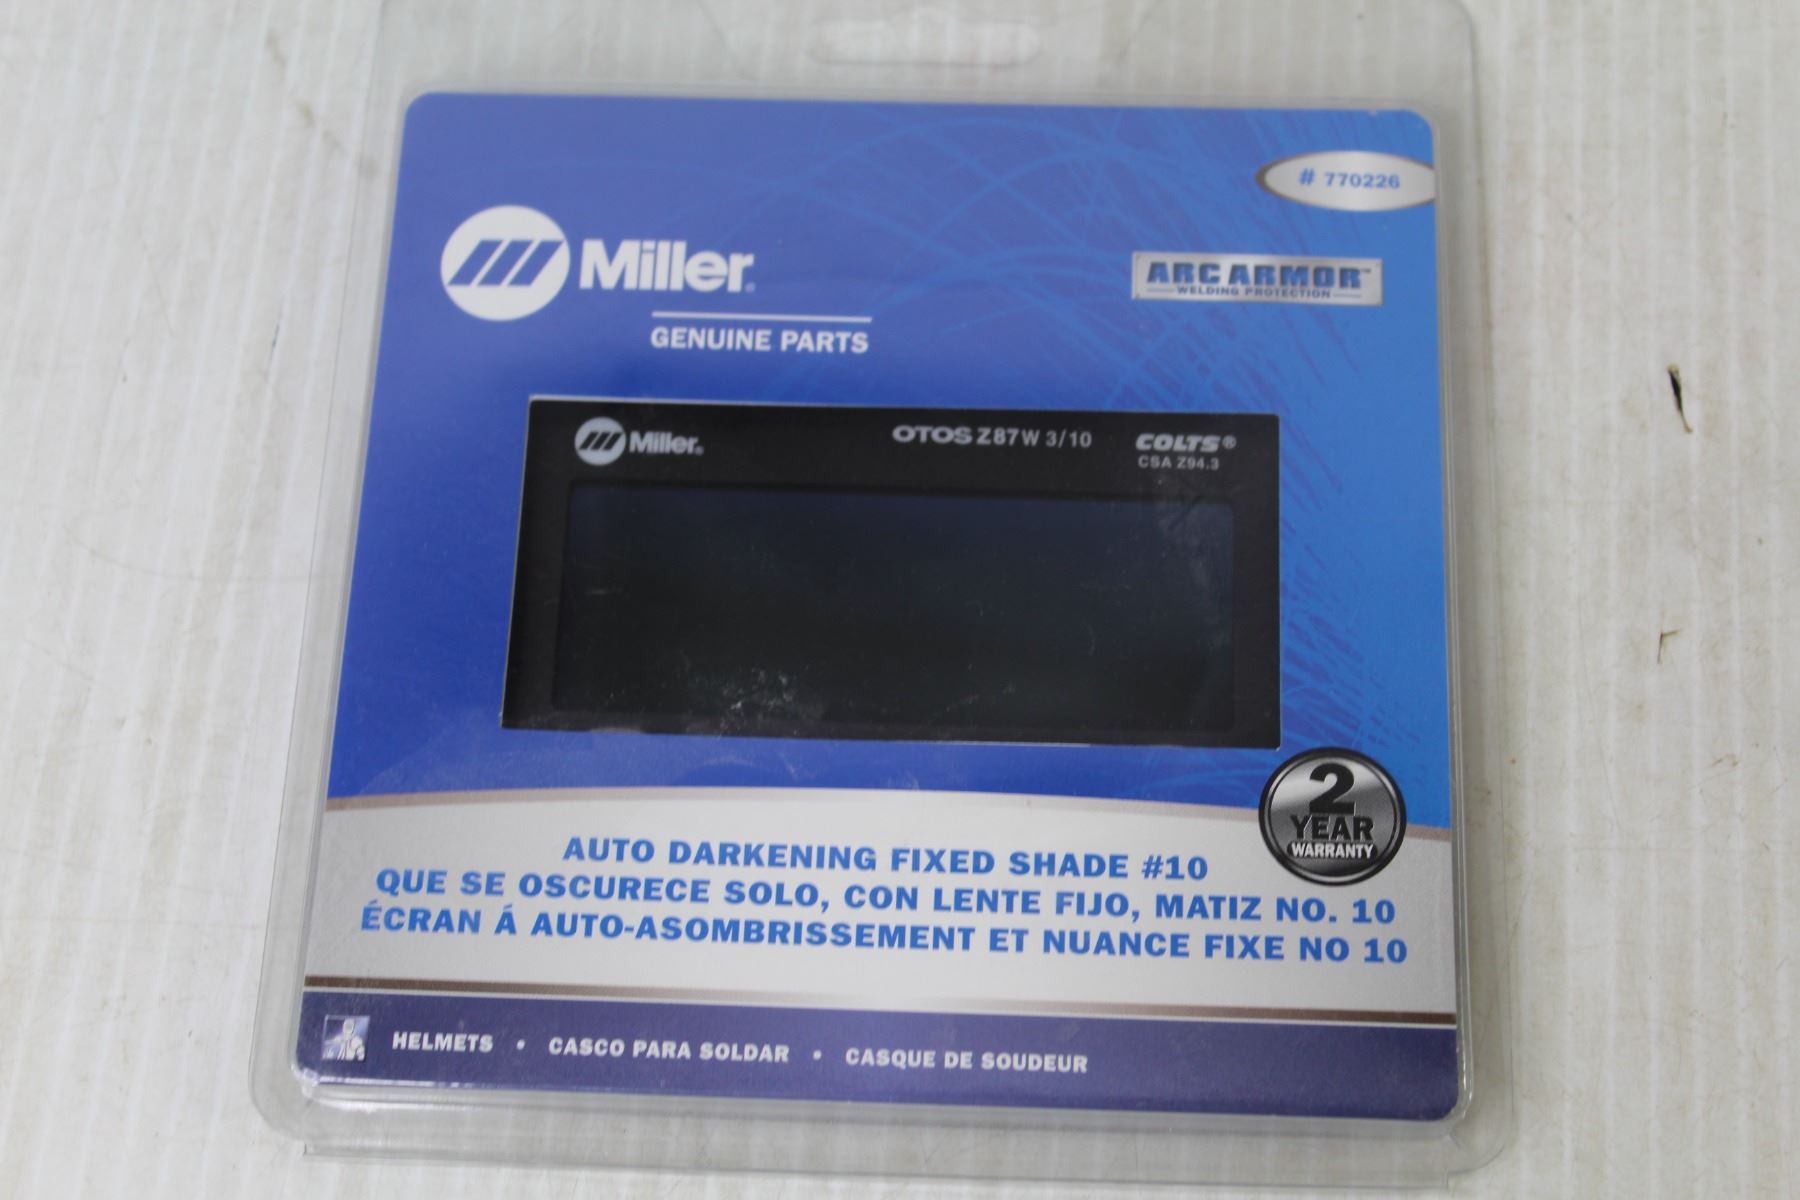 # 770226
Miller®
ARC ARMOR™
WELDING PROTECTION
GENUINE PARTS
Miller®
OTOS Z87W 3/10
COLTS®
CSA Z94.3
2
YEAR
WARRANTY
AUTO DARKENING FIXED SHADE #10
QUE SE OSCURECE SOLO, CON LENTE FIJO, MATIZ NO. 10
ÉCRAN Á AUTO-ASOMBRISSEMENT ET NUANCE FIXE NO 10
HELMETS • CASCO PARA SOLDAR • CASQUE DE SOUDEUR